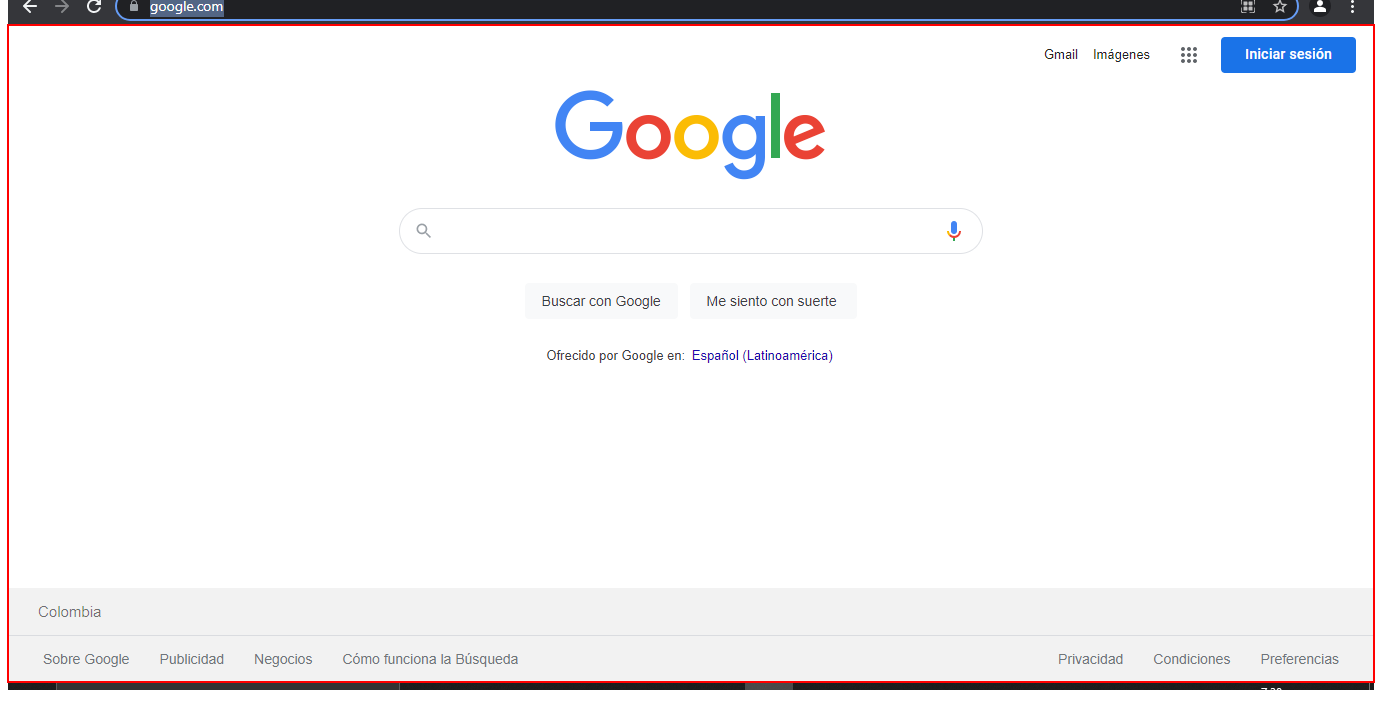 google.com
Gmail Imágenes Iniciar sesión
Google
Buscar con Google Me siento con suerte
Ofrecido por Google en: Español (Latinoamérica)
Colombia
Sobre Google Publicidad Negocios Cómo funciona la Búsqueda Privacidad Condiciones Preferencias